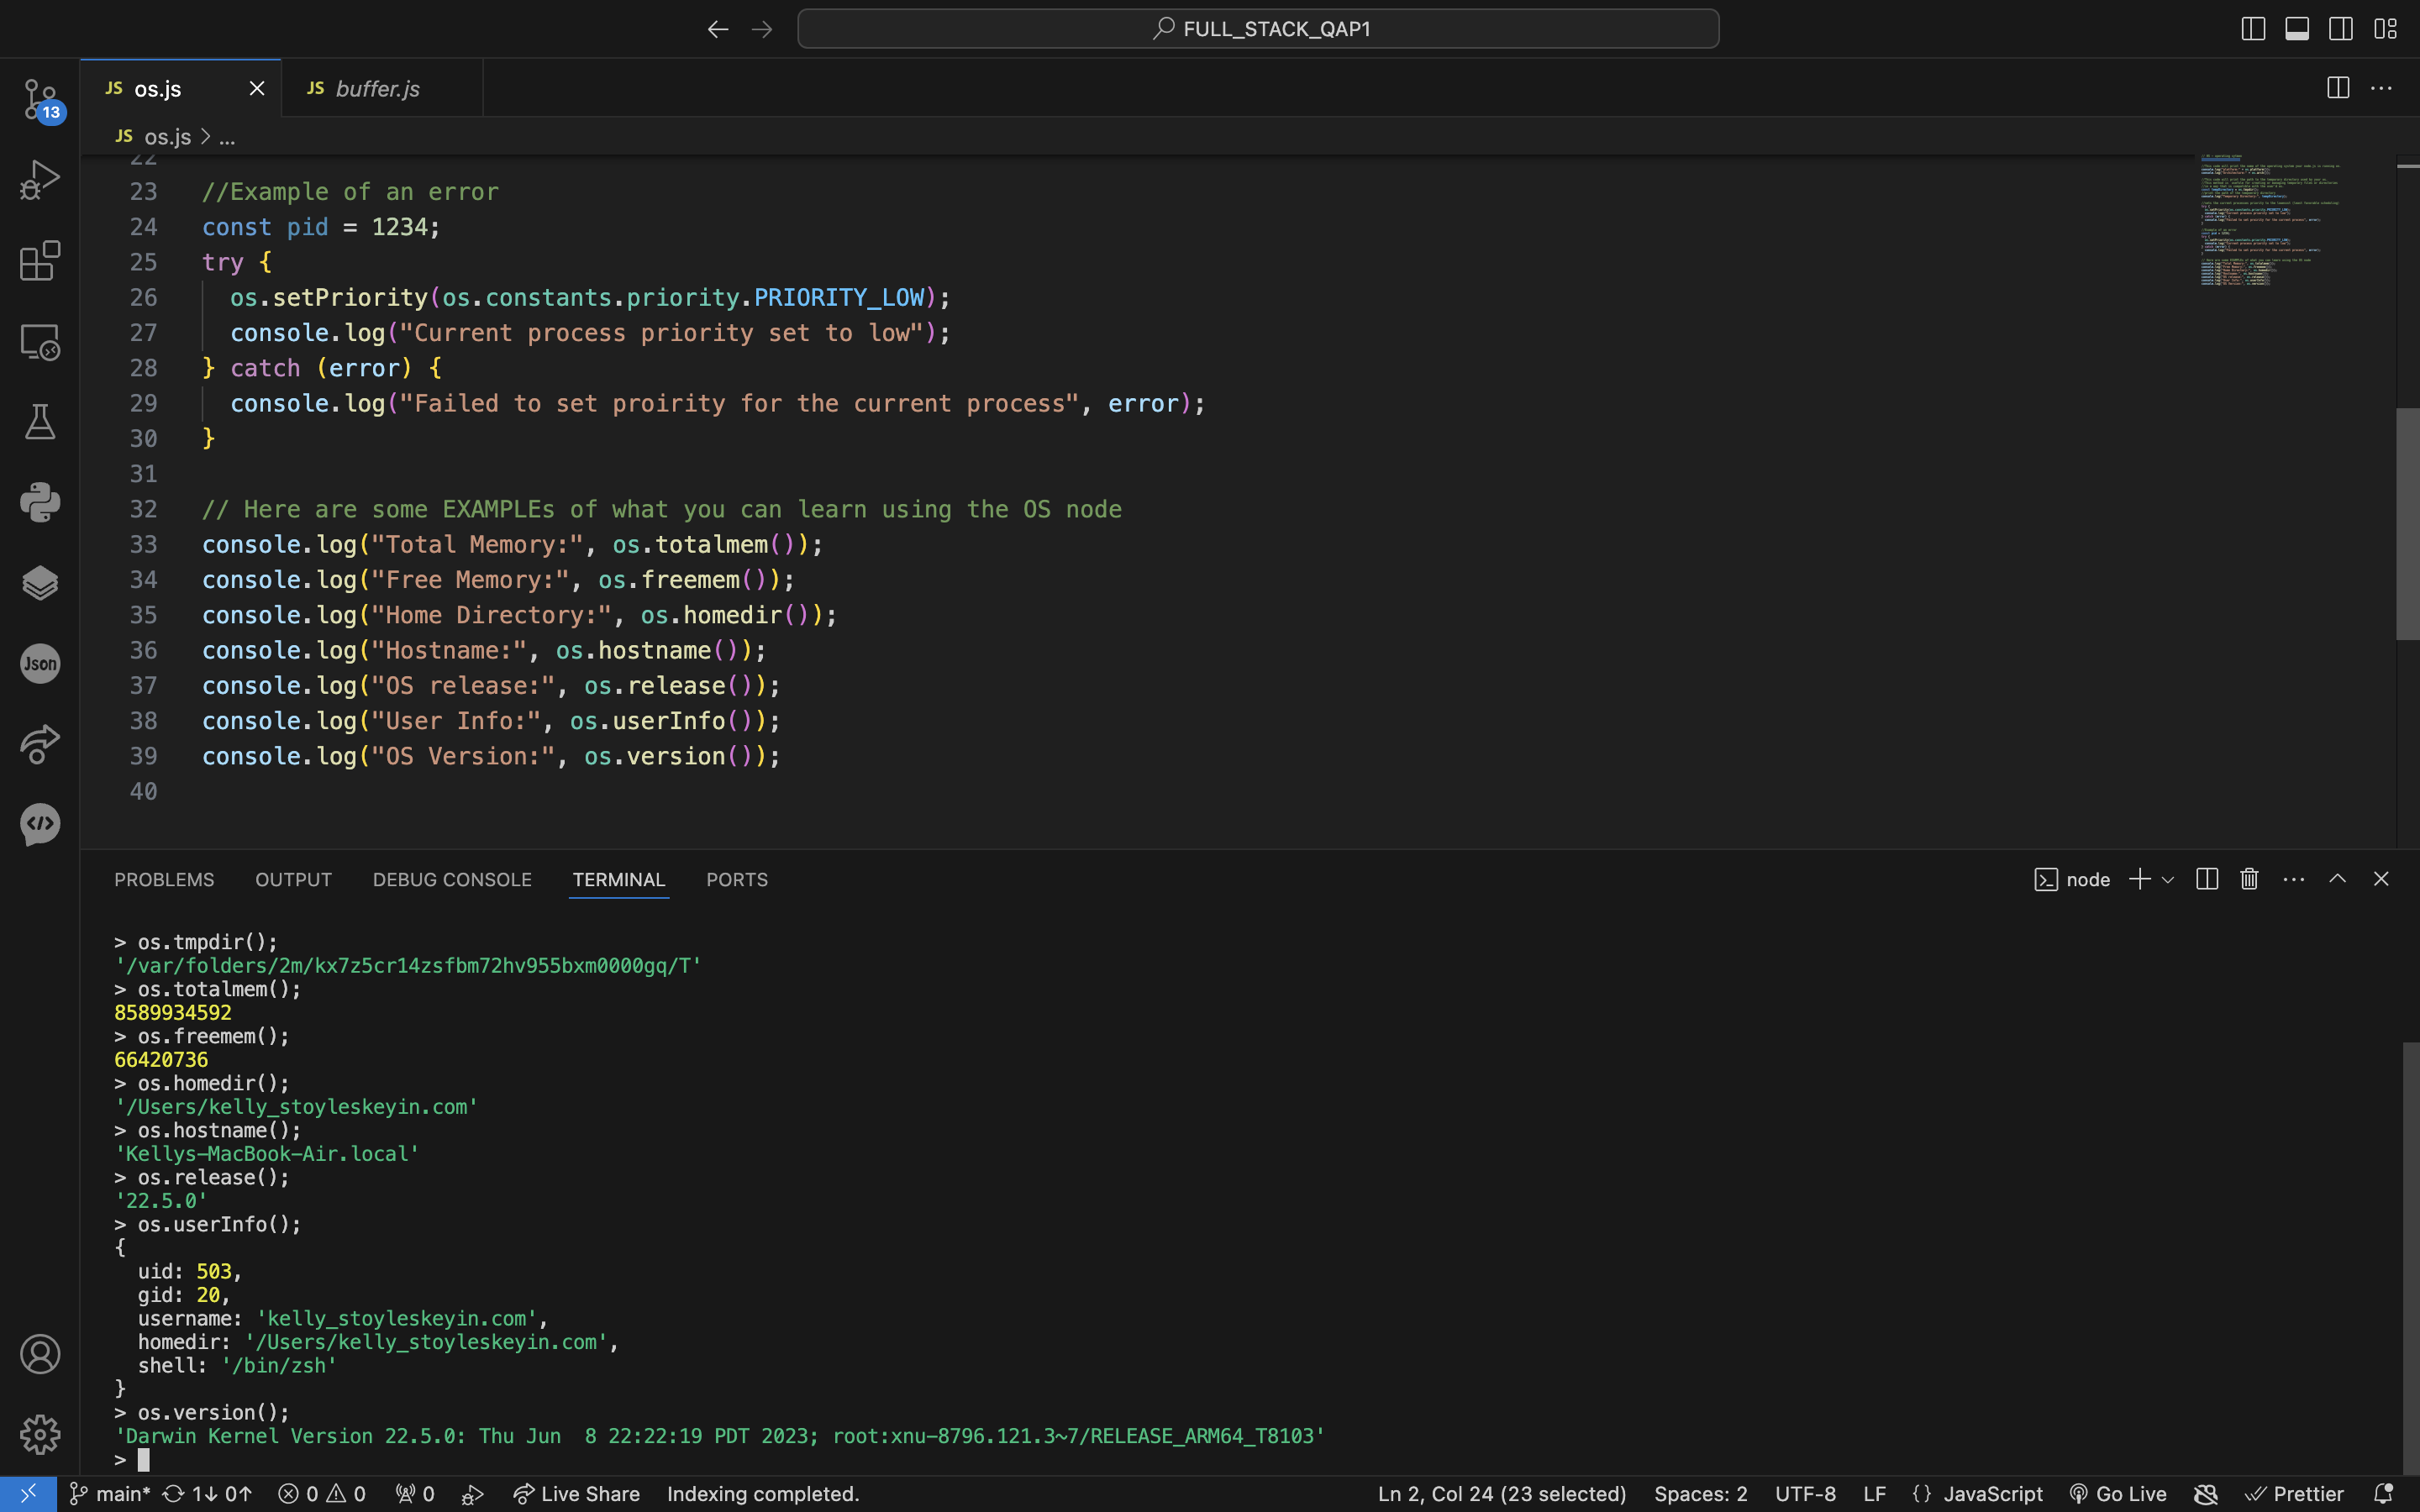 FULL_STACK_QAP1
13
JS os.js
JS buffer.js
JS os.js > ...
22
23 //Example of an error
24 const pid = 1234;
25 try {
26 os.setPriority(os.constants.priority.PRIORITY_LOW);
27 console.log("Current process priority set to low");
28 } catch (error) {
29 console.log("Failed to set proirity for the current process", error);
30 }
31
32 // Here are some EXAMPLEs of what you can learn using the OS node
33 console.log("Total Memory:", os.totalmem());
34 console.log("Free Memory:", os.freemem());
35 console.log("Home Directory:", os.homedir());
36 console.log("Hostname:", os.hostname());
37 console.log("OS release:", os.release());
38 console.log("User Info:", os.userInfo());
39 console.log("OS Version:", os.version());
40
Json
PROBLEMS OUTPUT DEBUG CONSOLE TERMINAL PORTS
node
> os.tmpdir();
'/var/folders/2m/kx7z5cr14zsfbm72hv955bxm0000gq/T'
> os.totalmem();
8589934592
> os.freemem();
66420736
> os.homedir();
'/Users/kelly_stoyleskeyin.com'
> os.hostname();
'Kellys-MacBook-Air.local'
> os.release();
'22.5.0'
> os.userInfo();
{
uid: 503,
gid: 20,
username: 'kelly_stoyleskeyin.com',
homedir: '/Users/kelly_stoyleskeyin.com',
shell: '/bin/zsh'
}
> os.version();
'Darwin Kernel Version 22.5.0: Thu Jun  8 22:22:19 PDT 2023; root:xnu-8796.121.3~7/RELEASE_ARM64_T8103'
>
main* 1↓ 0↑ 0 0 0 Live Share Indexing completed. Ln 2, Col 24 (23 selected) Spaces: 2 UTF-8 LF {} JavaScript Go Live Prettier